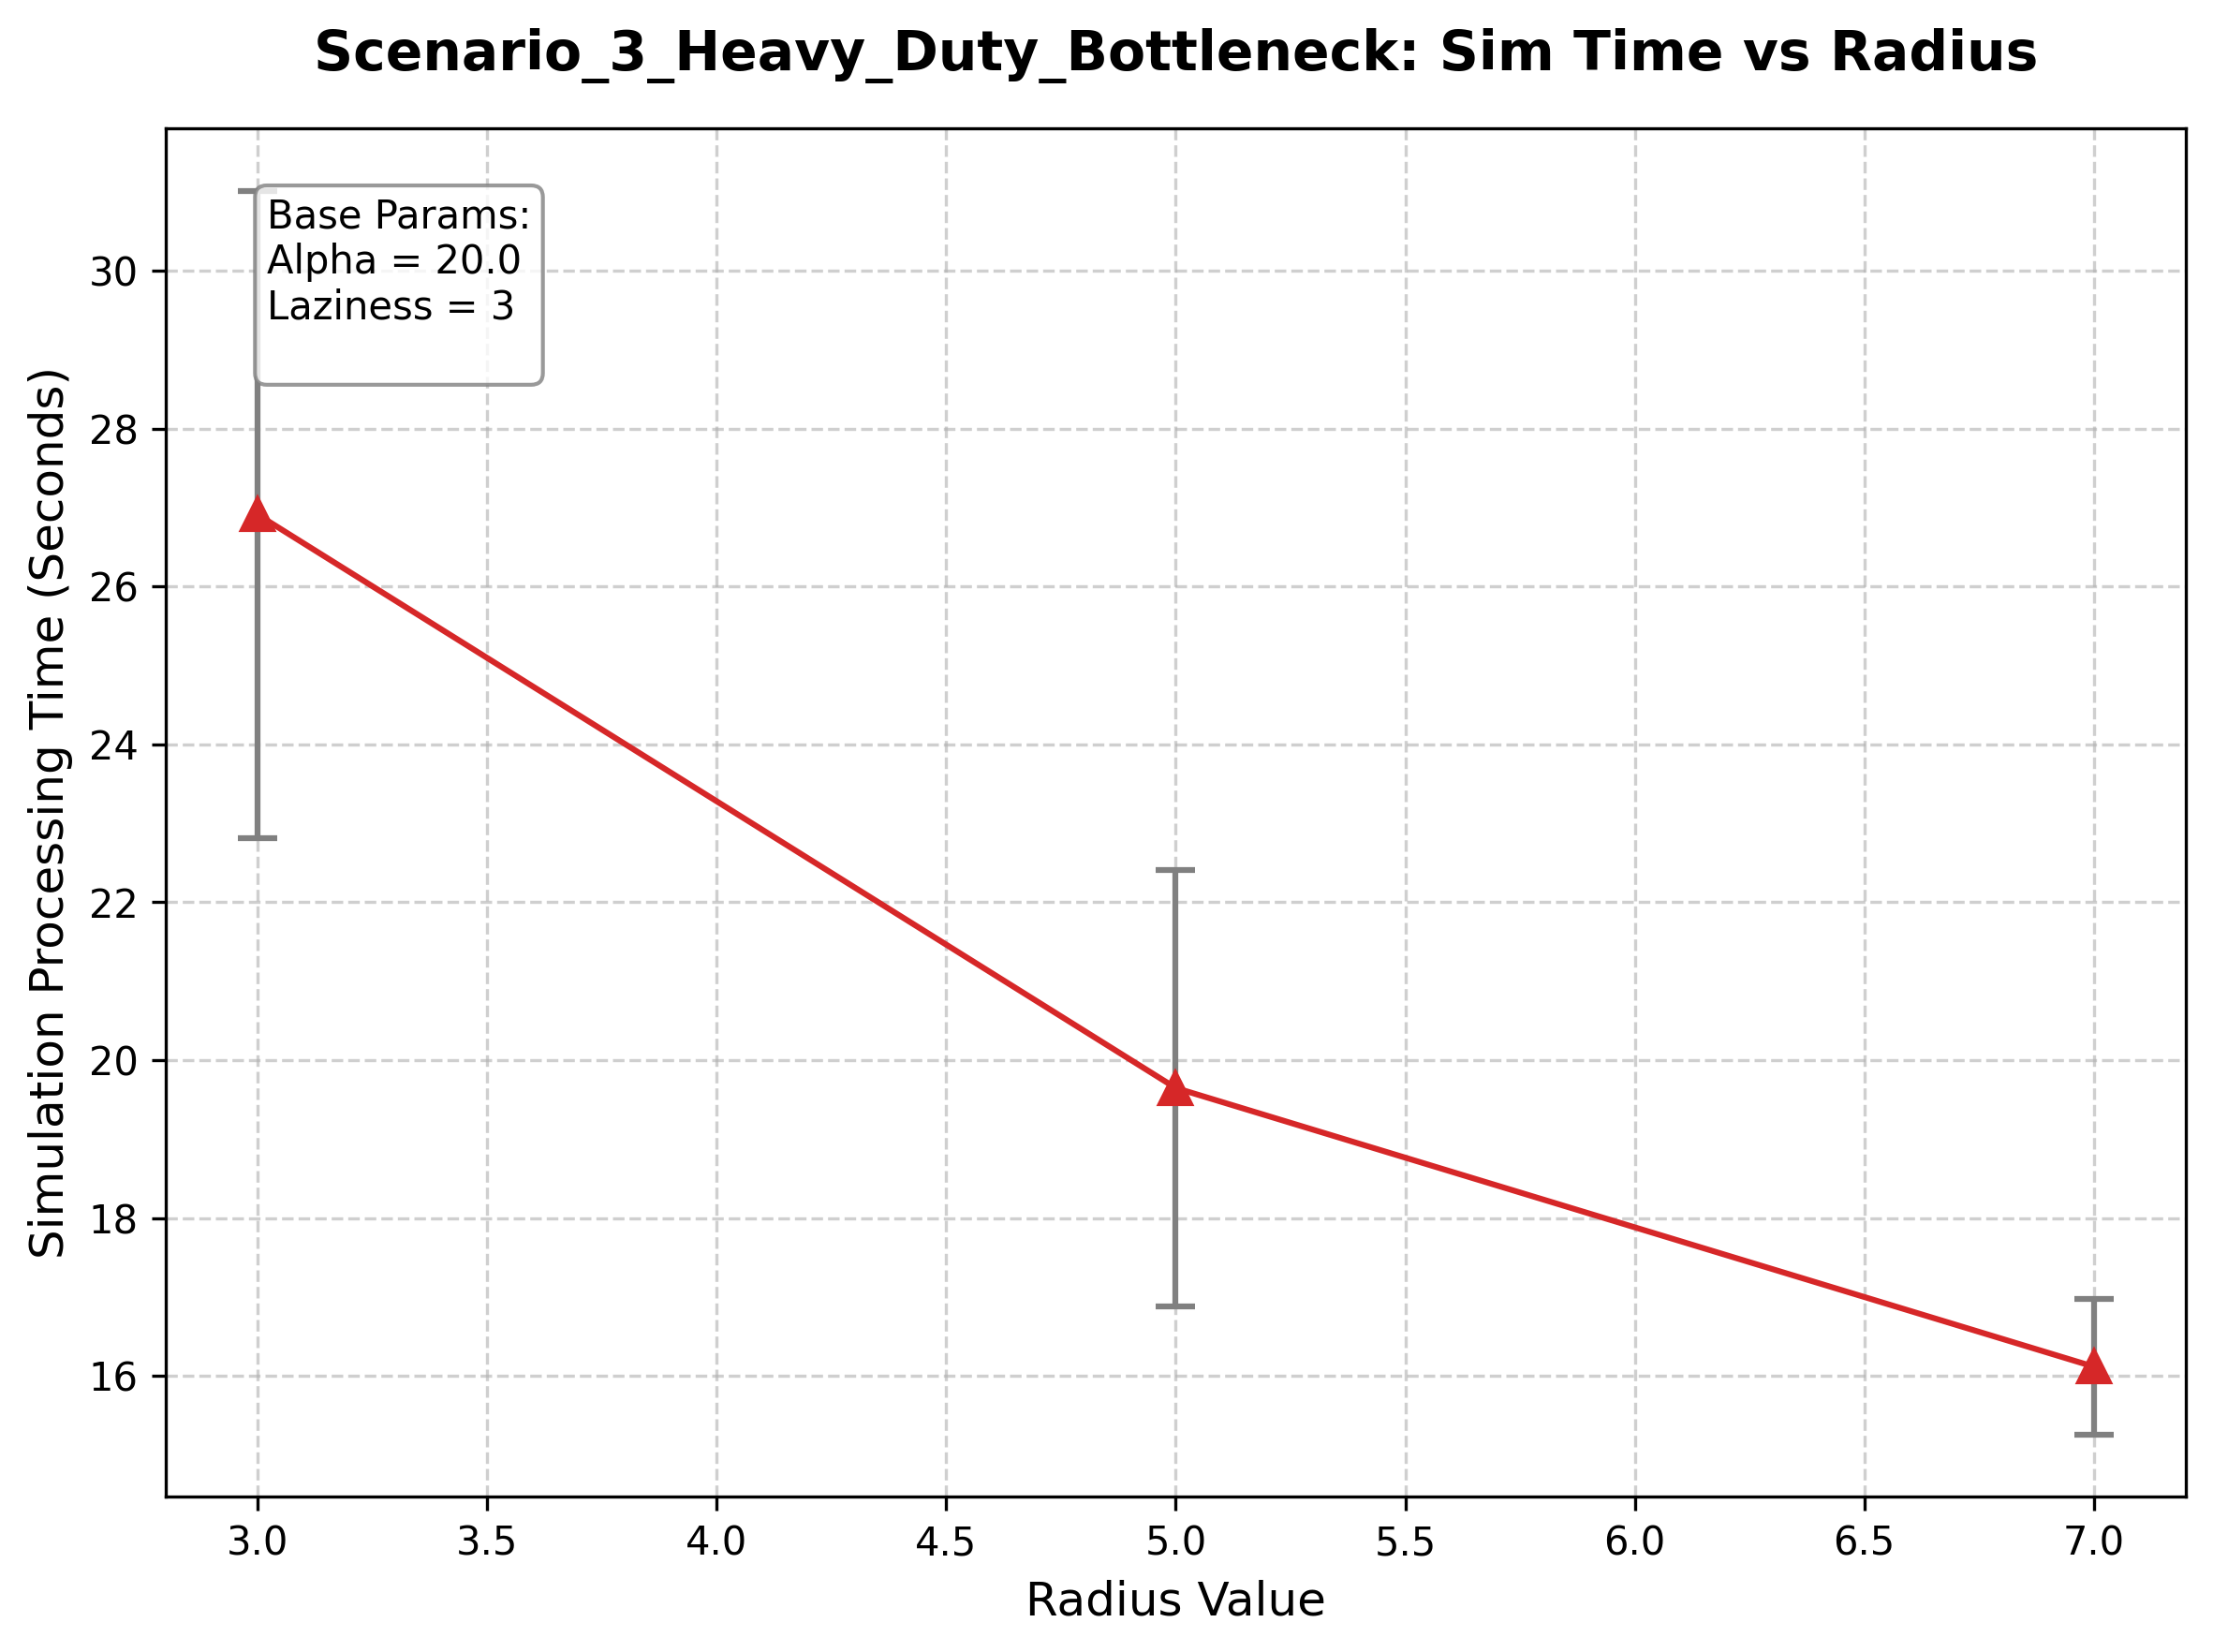 Scenario_3_Heavy_Duty_Bottleneck: Sim Time vs Radius
Base Params:
Alpha = 20.0
Laziness = 3
Simulation Processing Time (Seconds)
30
28
26
24
22
20
18
16
3.0 3.5 4.0 4.5 5.0 5.5 6.0 6.5 7.0
Radius Value